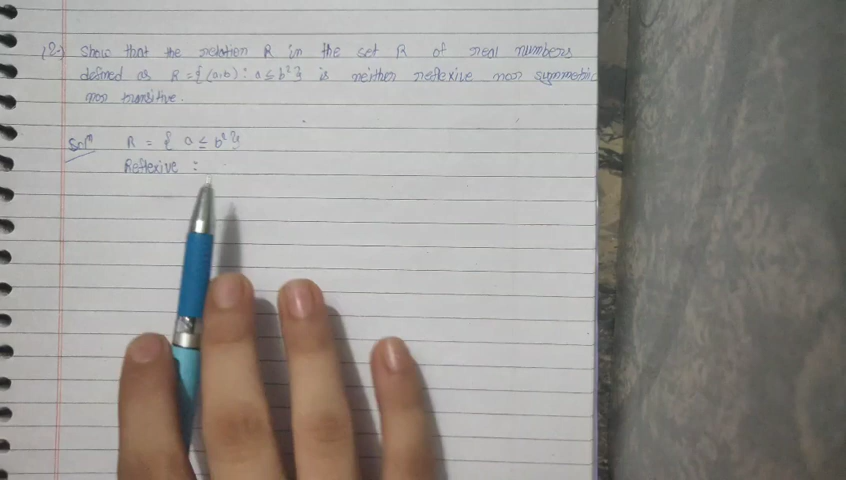 (2.) Show that the relation R in the set R of real numbers
defined as R = { (a,b) : a ≤ b² } is neither reflexive nor symmetric
nor transitive.
Solⁿ R = { a ≤ b² }
Reflexive :